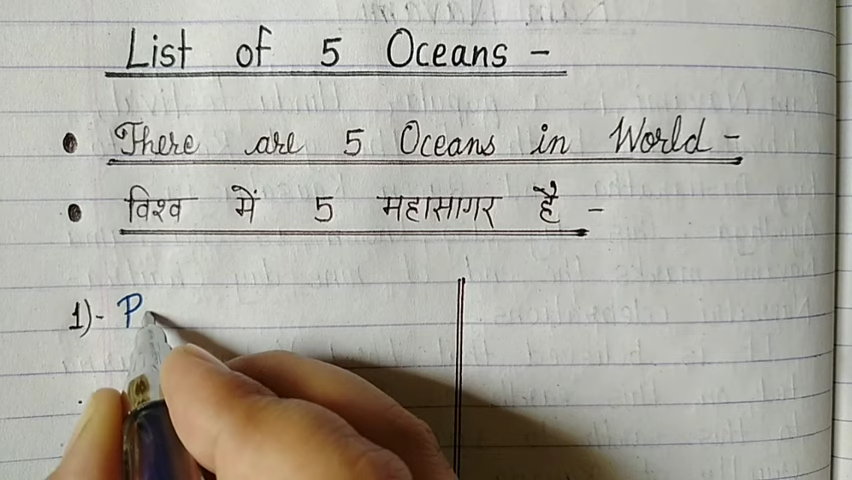 List of 5 Oceans -
• There are 5 Oceans in World -
• विश्व में 5 महासागर है -
1)- P